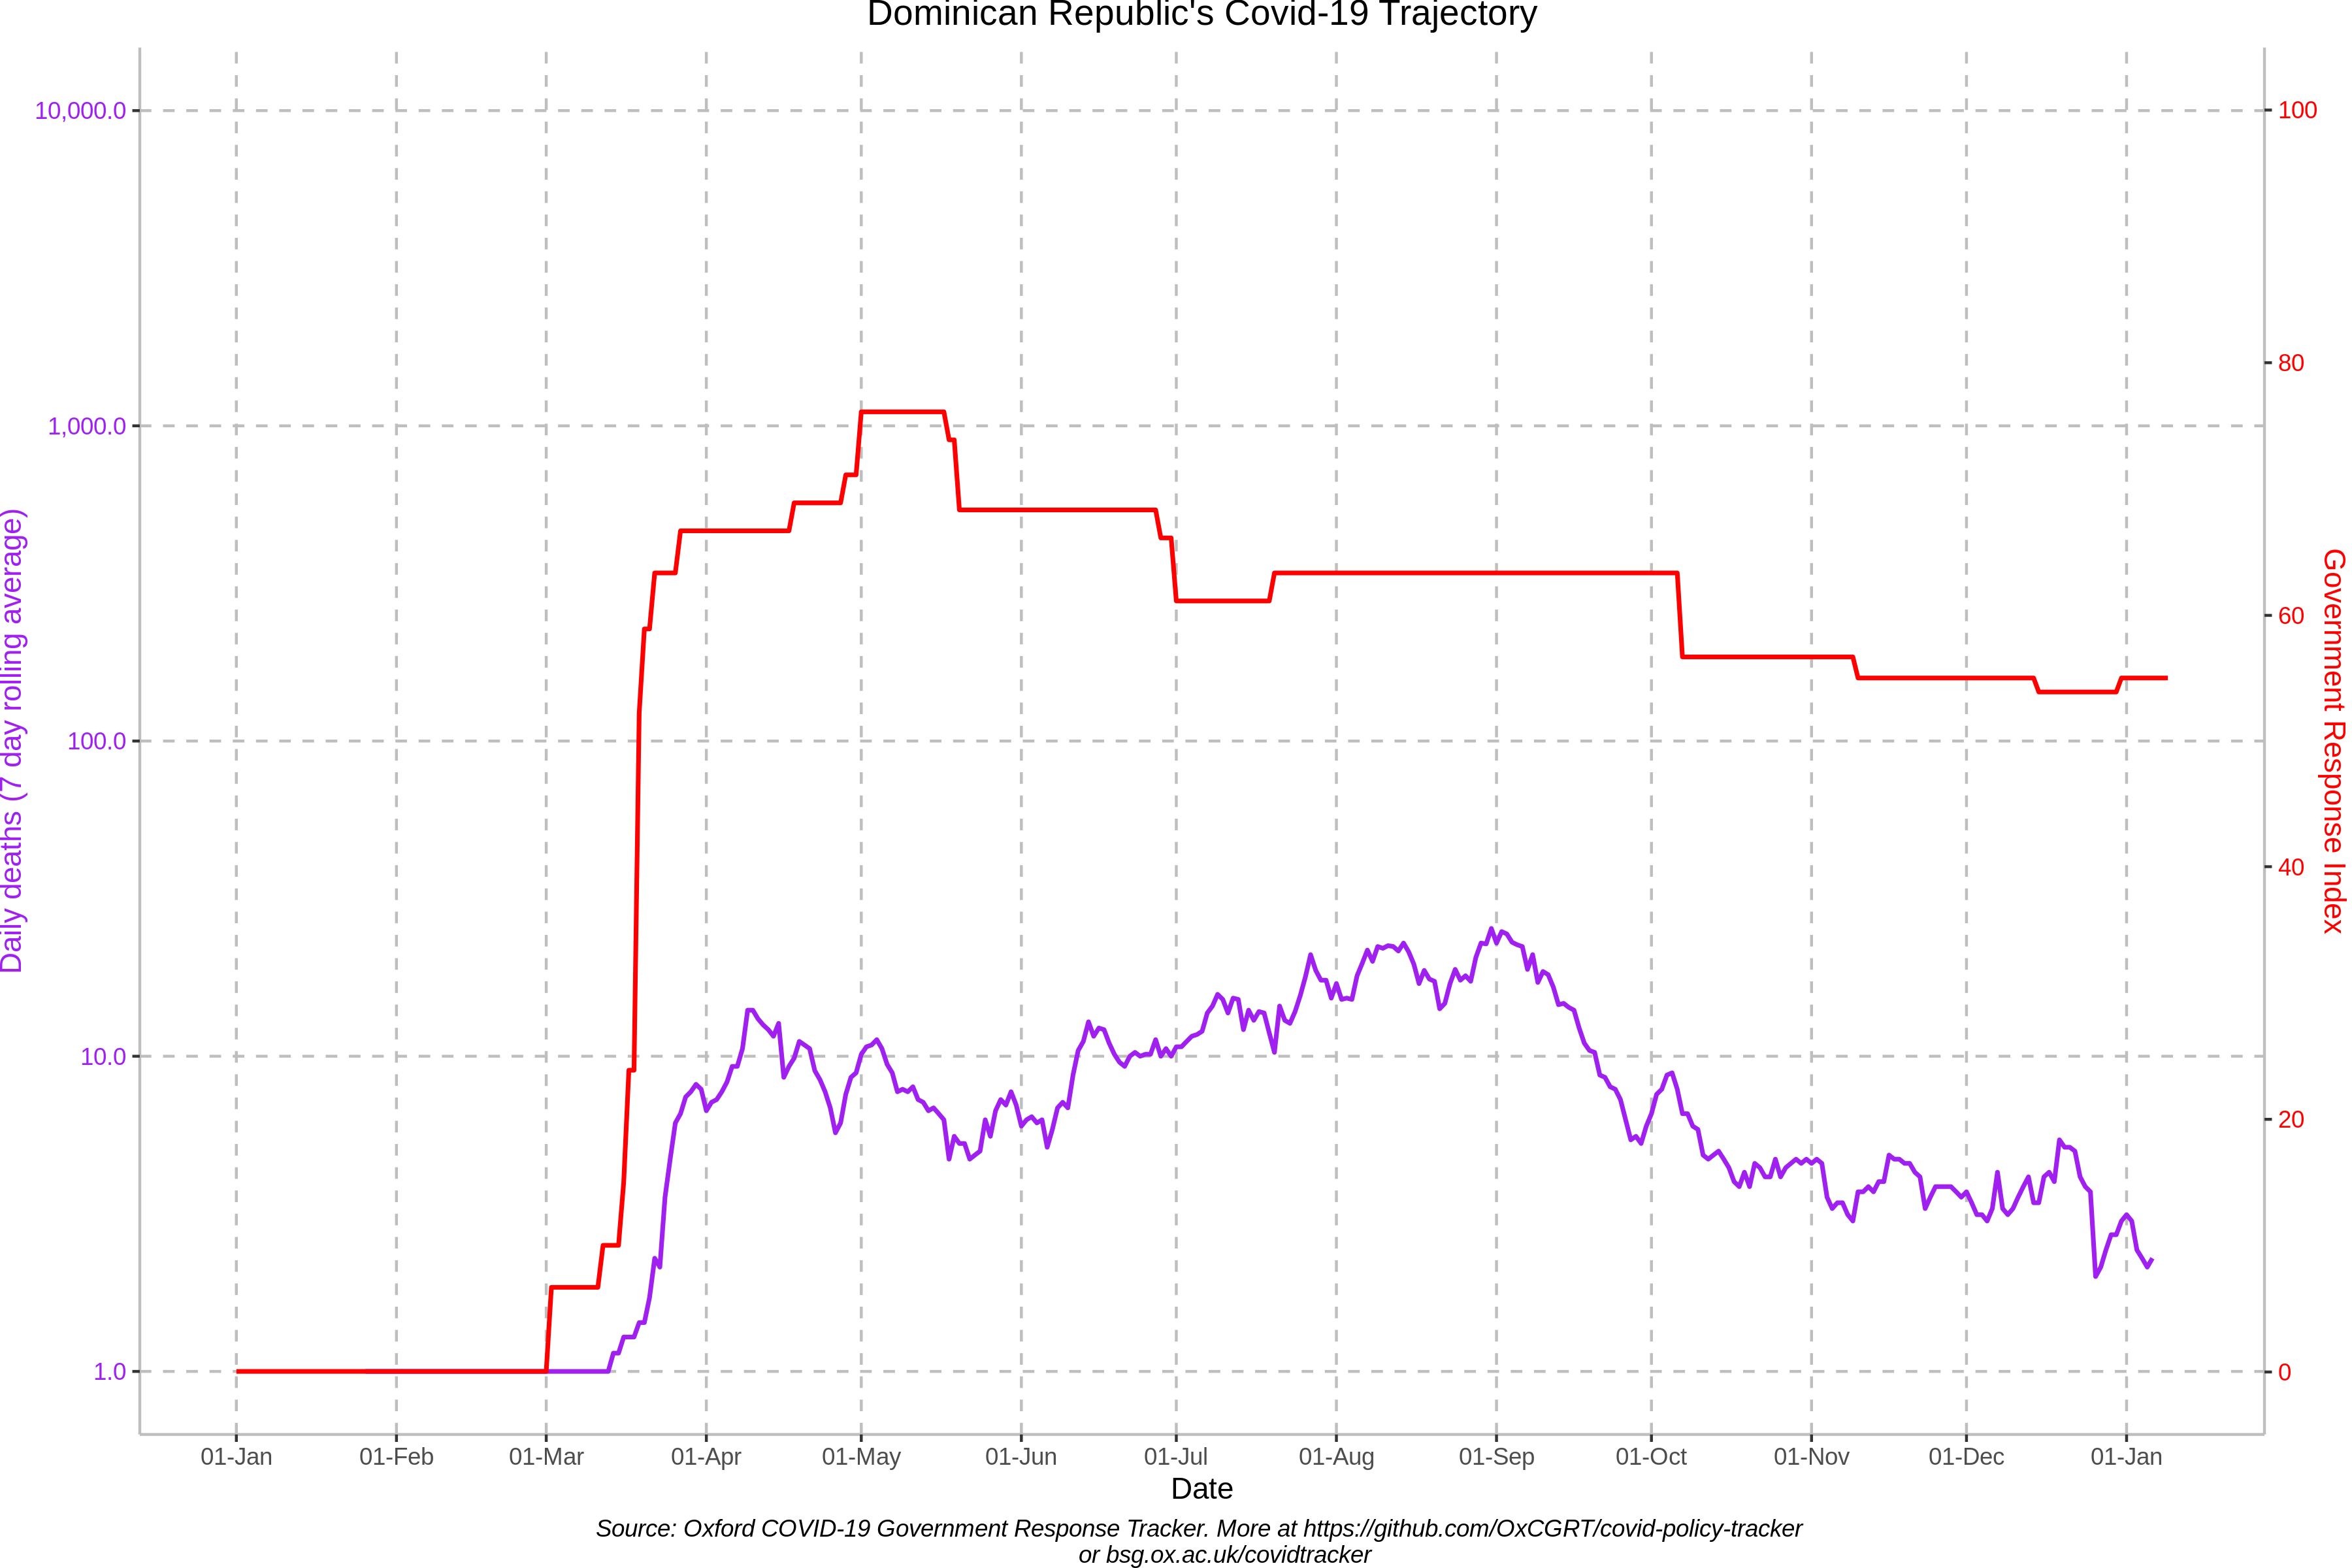 Dominican Republic's Covid-19 Trajectory
Daily deaths (7 day rolling average)
10,000.0
1,000.0
100.0
10.0
1.0
100
80
60
40
20
0
Government Response Index
01-Jan 01-Feb 01-Mar 01-Apr 01-May 01-Jun 01-Jul 01-Aug 01-Sep 01-Oct 01-Nov 01-Dec 01-Jan
Date
Source: Oxford COVID-19 Government Response Tracker. More at https://github.com/OxCGRT/covid-policy-tracker
or bsg.ox.ac.uk/covidtracker